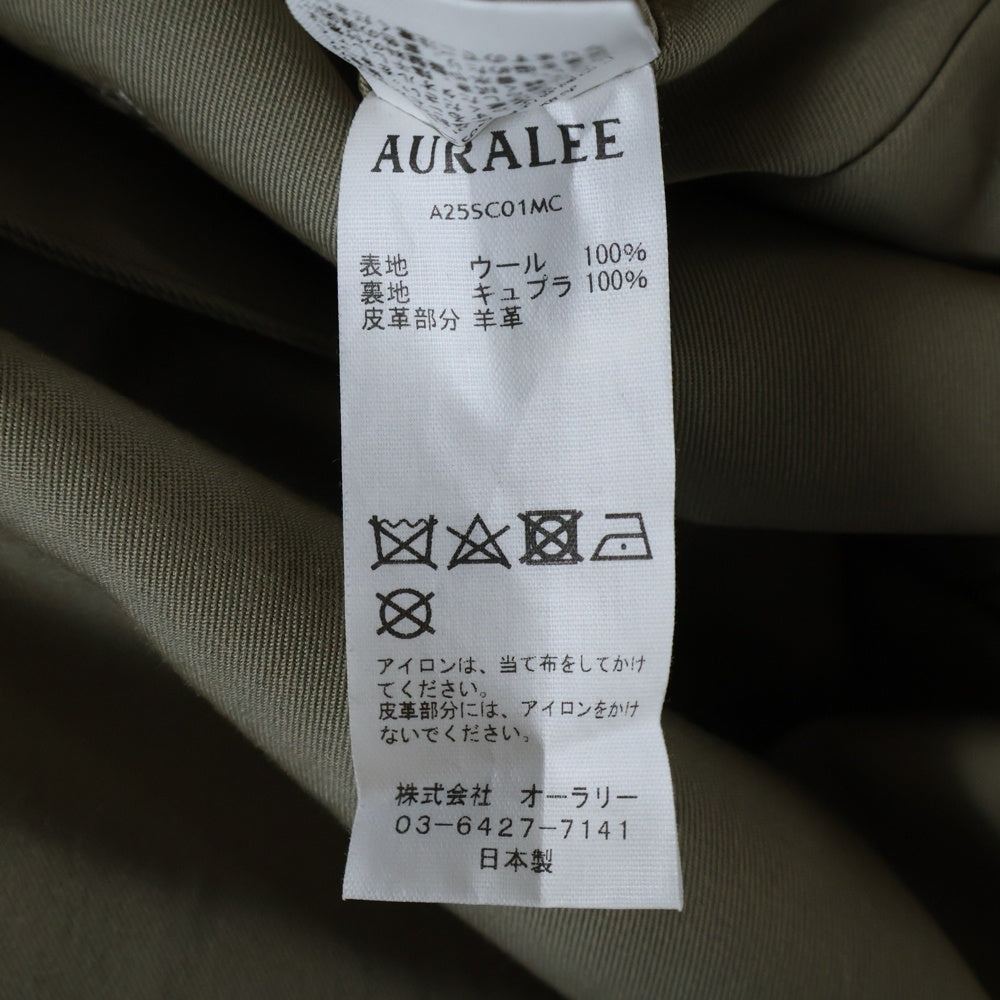 AURALEE
A25SC01MC
表地 ウール 100%
裏地 キュプラ 100%
皮革部分 羊革
アイロンは、当て布をしてかけ
てください。
皮革部分には、アイロンをかけ
ないでください。
株式会社 オーラリー
03-6427-7141
日本製